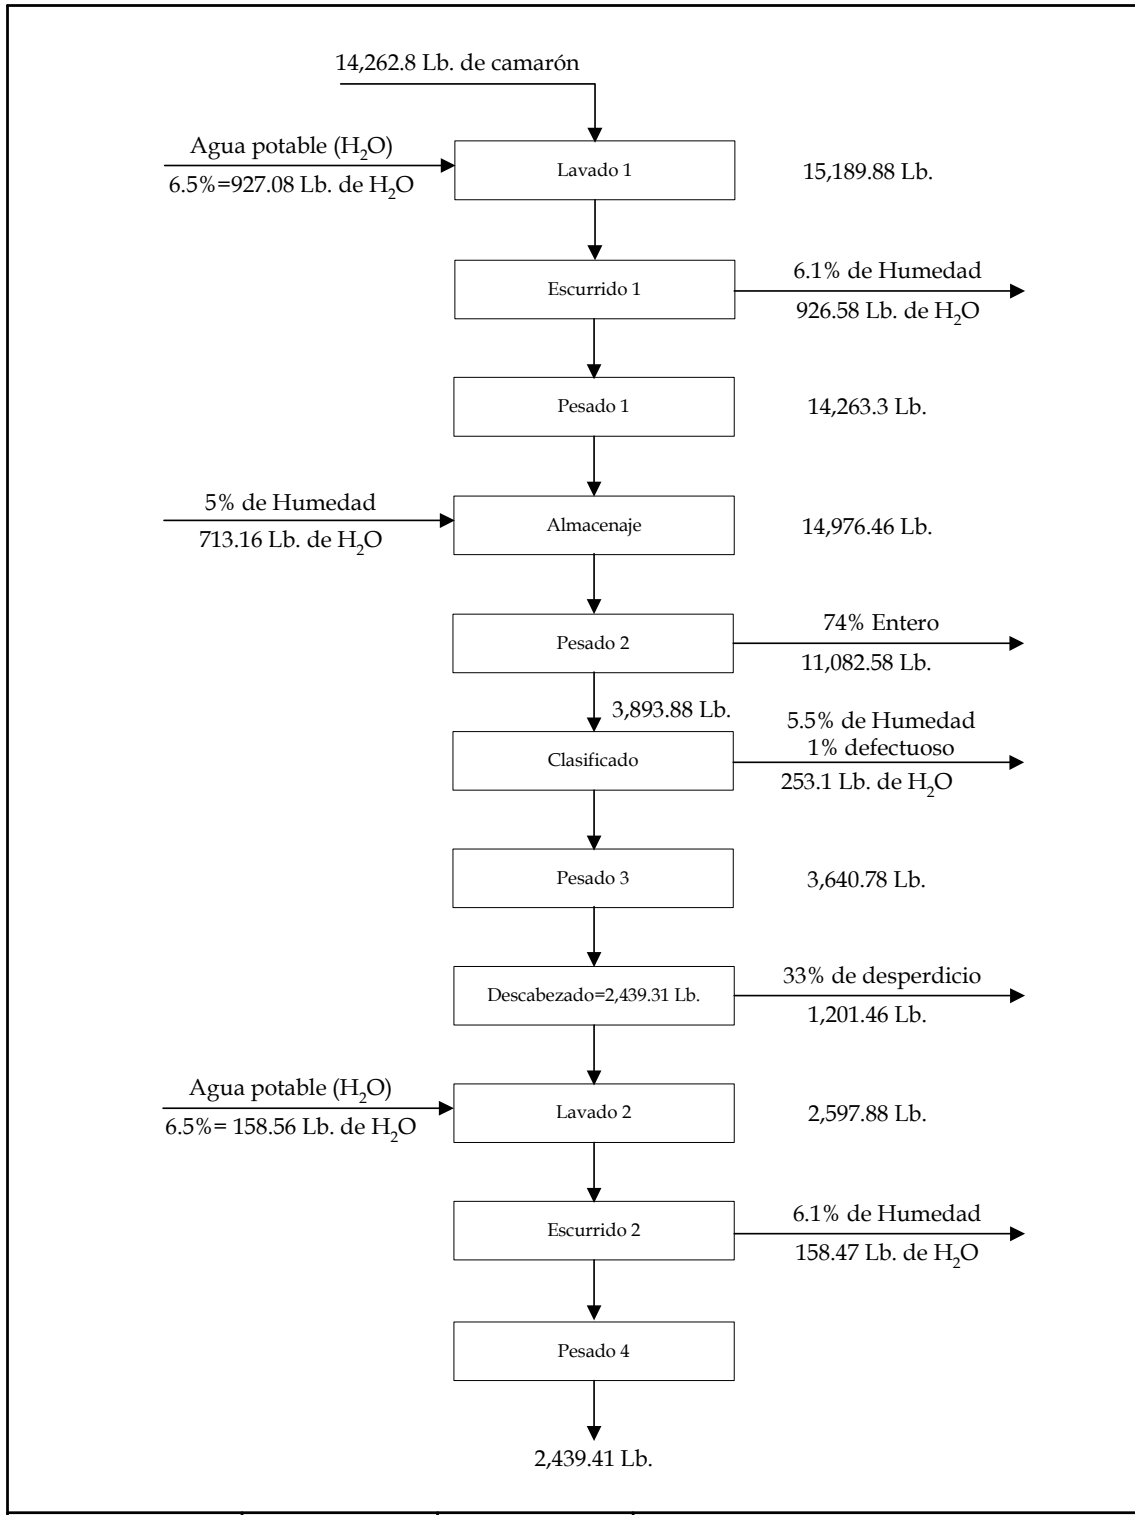 14,262.8 Lb. de camarón
Agua potable (H₂O)
6.5%=927.08 Lb. de H₂O
Lavado 1
15,189.88 Lb.
Escurrido 1
6.1% de Humedad
926.58 Lb. de H₂O
Pesado 1
14,263.3 Lb.
5% de Humedad
713.16 Lb. de H₂O
Almacenaje
14,976.46 Lb.
Pesado 2
74% Entero
11,082.58 Lb.
3,893.88 Lb.
Clasificado
5.5% de Humedad
1% defectuoso
253.1 Lb. de H₂O
Pesado 3
3,640.78 Lb.
Descabezado=2,439.31 Lb.
33% de desperdicio
1,201.46 Lb.
Agua potable (H₂O)
6.5%= 158.56 Lb. de H₂O
Lavado 2
2,597.88 Lb.
Escurrido 2
6.1% de Humedad
158.47 Lb. de H₂O
Pesado 4
2,439.41 Lb.